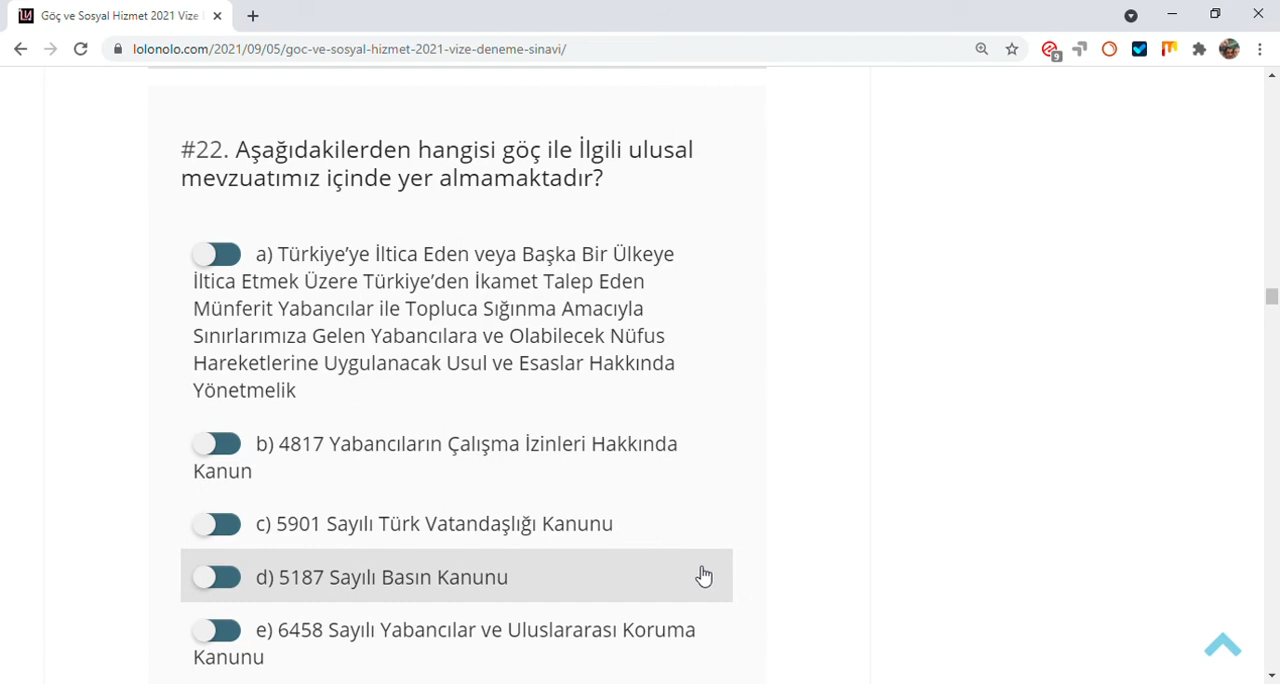 Göç ve Sosyal Hizmet 2021 Vize
lolonolo.com/2021/09/05/goc-ve-sosyal-hizmet-2021-vize-deneme-sinavi/
9
#22. Aşağıdakilerden hangisi göç ile İlgili ulusal
mevzuatımız içinde yer almamaktadır?
a) Türkiye’ye İltica Eden veya Başka Bir Ülkeye
İltica Etmek Üzere Türkiye’den İkamet Talep Eden
Münferit Yabancılar ile Topluca Sığınma Amacıyla
Sınırlarımıza Gelen Yabancılara ve Olabilecek Nüfus
Hareketlerine Uygulanacak Usul ve Esaslar Hakkında
Yönetmelik
b) 4817 Yabancıların Çalışma İzinleri Hakkında
Kanun
c) 5901 Sayılı Türk Vatandaşlığı Kanunu
d) 5187 Sayılı Basın Kanunu
e) 6458 Sayılı Yabancılar ve Uluslararası Koruma
Kanunu